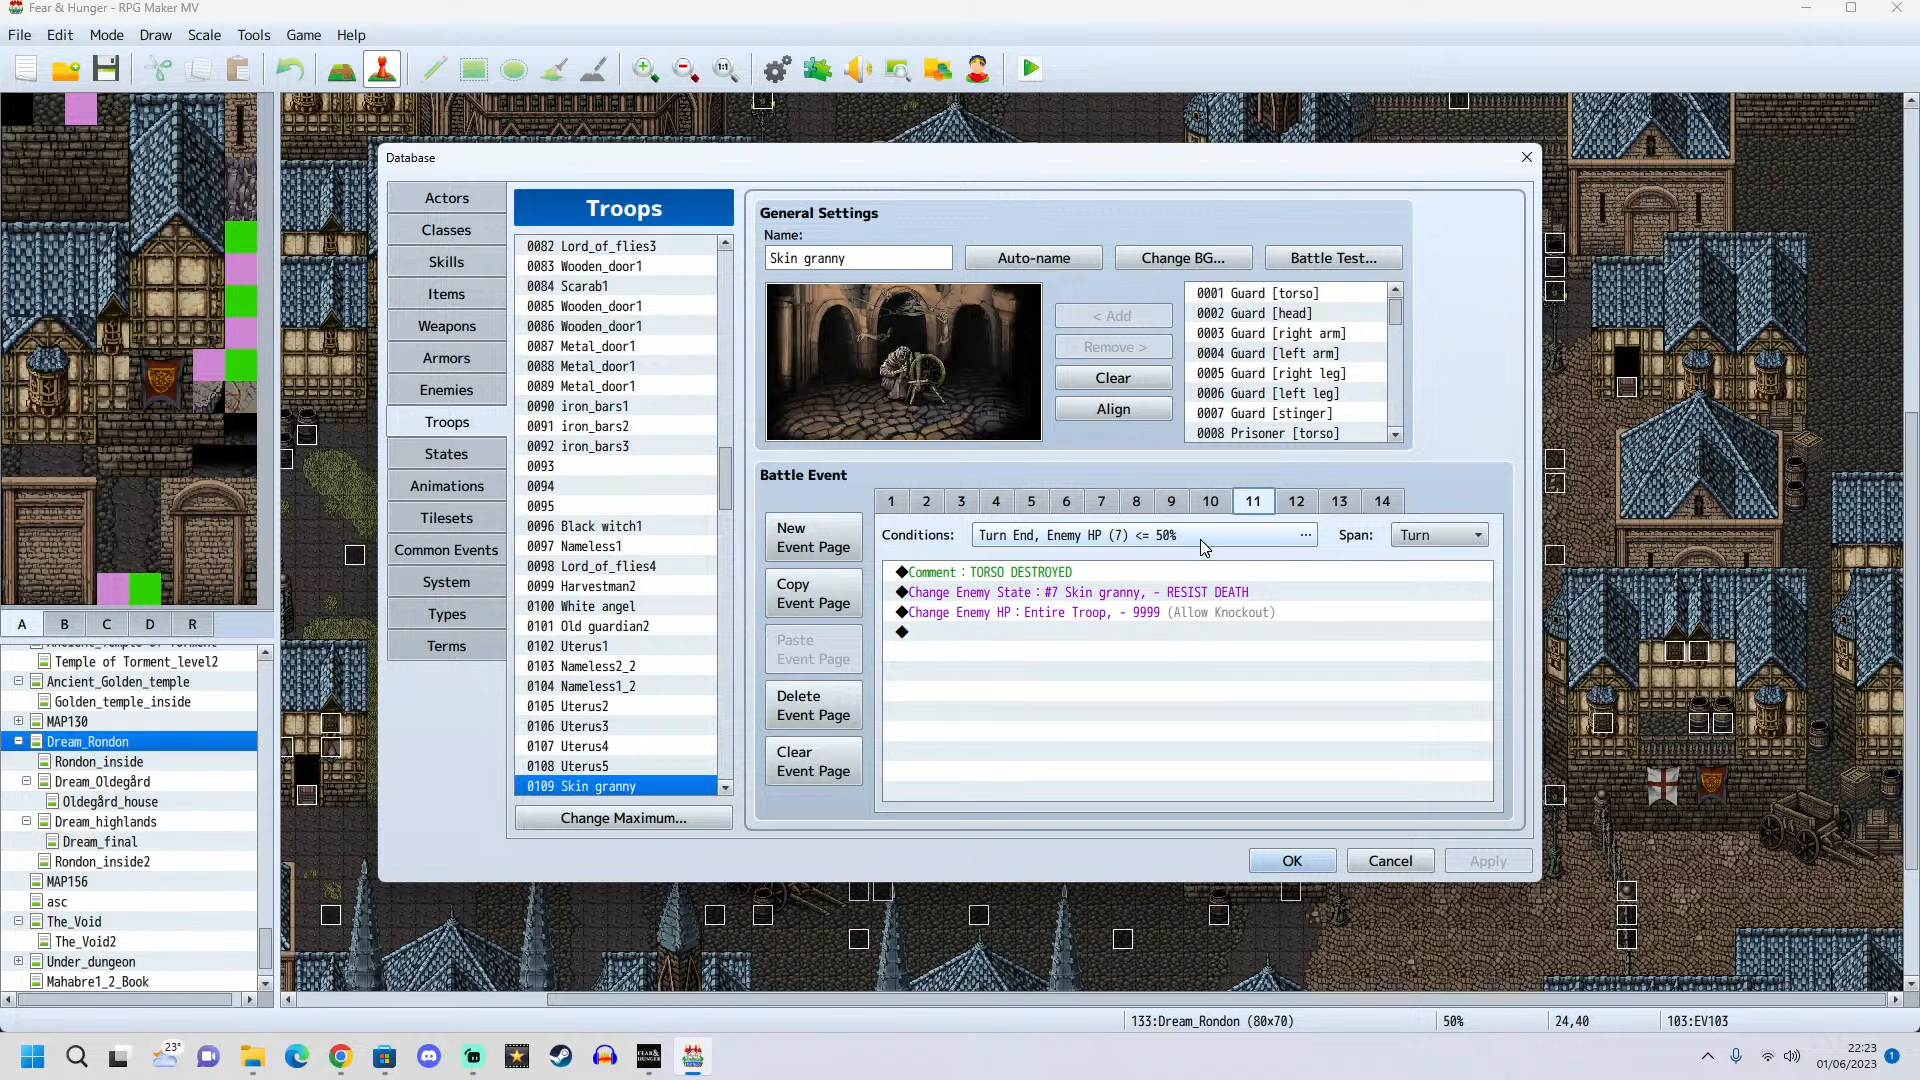 Fear & Hunger - RPG Maker MV
File Edit Mode Draw Scale Tools Game Help
1:1
Database
Actors
Classes
Skills
Items
Weapons
Armors
Enemies
Troops
States
Animations
Tilesets
Common Events
System
Types
Terms
Troops
0082 Lord_of_flies3
0083 Wooden_door1
0084 Scarab1
0085 Wooden_door1
0086 Wooden_door1
0087 Metal_door1
0088 Metal_door1
0089 Metal_door1
0090 iron_bars1
0091 iron_bars2
0092 iron_bars3
0093
0094
0095
0096 Black witch1
0097 Nameless1
0098 Lord_of_flies4
0099 Harvestman2
0100 White angel
0101 Old guardian2
0102 Uterus1
0103 Nameless2_2
0104 Nameless1_2
0105 Uterus2
0106 Uterus3
0107 Uterus4
0108 Uterus5
0109 Skin granny
Change Maximum...
General Settings
Name:
Skin granny
Auto-name
Change BG...
Battle Test...
< Add
Remove >
Clear
Align
0001 Guard [torso]
0002 Guard [head]
0003 Guard [right arm]
0004 Guard [left arm]
0005 Guard [right leg]
0006 Guard [left leg]
0007 Guard [stinger]
0008 Prisoner [torso]
Battle Event
1 2 3 4 5 6 7 8 9 10 11 12 13 14
New
Event Page
Copy
Event Page
Paste
Event Page
Delete
Event Page
Clear
Event Page
Conditions: Turn End, Enemy HP (7) <= 50% ... Span: Turn
◆Comment : TORSO DESTROYED
◆Change Enemy State : #7 Skin granny, - RESIST DEATH
◆Change Enemy HP : Entire Troop, - 9999 (Allow Knockout)
◆
OK
Cancel
Apply
A B C D R
Temple of Torment_level2
Ancient_Golden_temple
Golden_temple_inside
MAP130
Dream_Rondon
Rondon_inside
Dream_Oldegård
Oldegård_house
Dream_highlands
Dream_final
Rondon_inside2
MAP156
asc
The_Void
The_Void2
Under_dungeon
Mahabre1_2_Book
133:Dream_Rondon (80x70)
50%
24,40
103:EV103
23°
FEAR &
HUNGER
22:23
01/06/2023
1